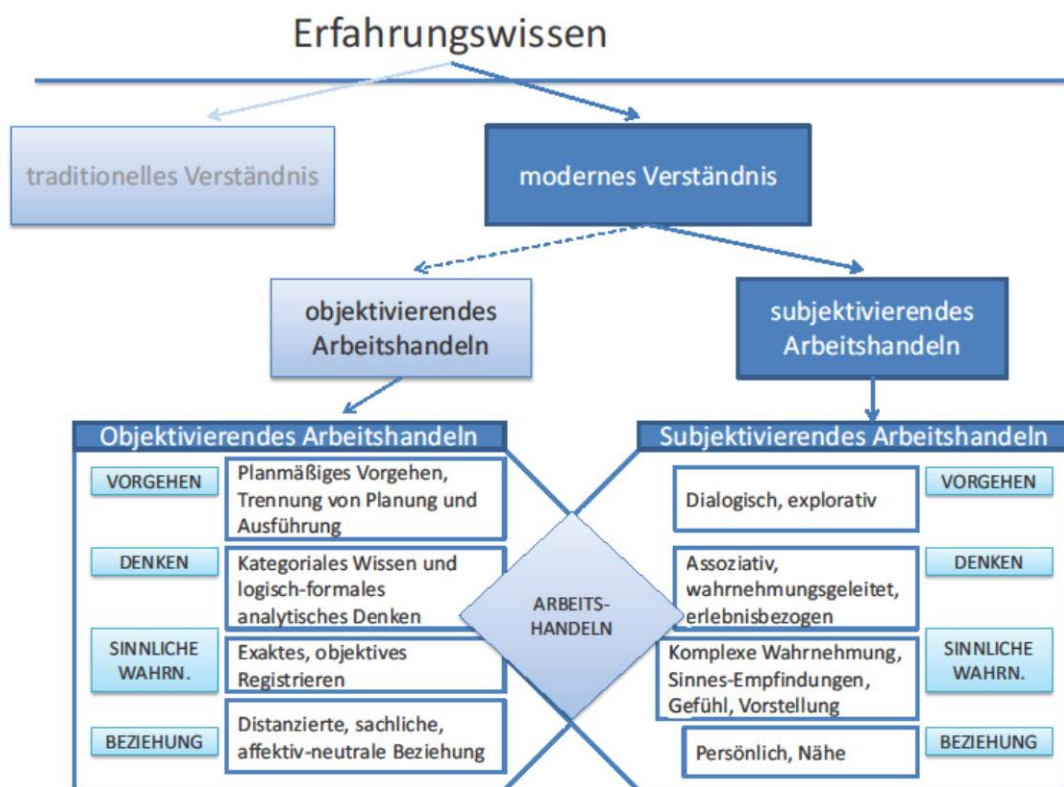 Erfahrungswissen
traditionelles Verständnis
modernes Verständnis
objektivierendes
Arbeitshandeln
subjektivierendes
Arbeitshandeln
Objektivierendes Arbeitshandeln
VORGEHEN
Planmäßiges Vorgehen,
Trennung von Planung und
Ausführung
DENKEN
Kategoriales Wissen und
logisch-formales
analytisches Denken
SINNLICHE
WAHRN.
Exaktes, objektives
Registrieren
BEZIEHUNG
Distanzierte, sachliche,
affektiv-neutrale Beziehung
ARBEITS-
HANDELN
Subjektivierendes Arbeitshandeln
Dialogisch, explorativ
VORGEHEN
Assoziativ,
wahrnehmungsgeleitet,
erlebnisbezogen
DENKEN
Komplexe Wahrnehmung,
Sinnes-Empfindungen,
Gefühl, Vorstellung
SINNLICHE
WAHRN.
Persönlich, Nähe
BEZIEHUNG